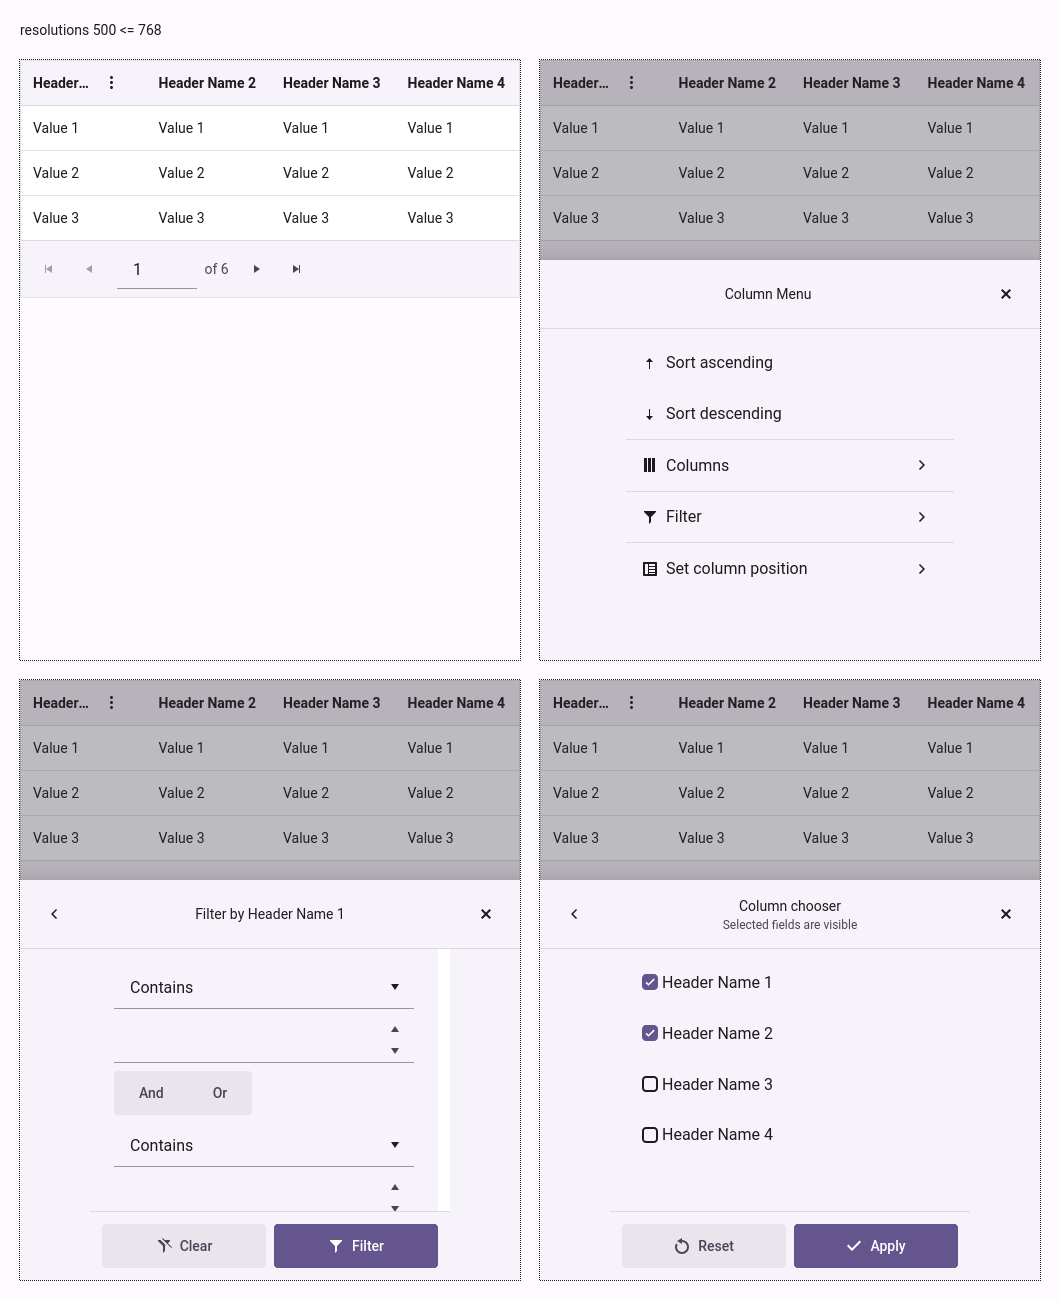 resolutions 500 <= 768
Header... Header Name 2 Header Name 3 Header Name 4
Value 1 Value 1 Value 1 Value 1
Value 2 Value 2 Value 2 Value 2
Value 3 Value 3 Value 3 Value 3
1 of 6
Header... Header Name 2 Header Name 3 Header Name 4
Value 1 Value 1 Value 1 Value 1
Value 2 Value 2 Value 2 Value 2
Value 3 Value 3 Value 3 Value 3
Column Menu
Sort ascending
Sort descending
Columns
Filter
Set column position
Header... Header Name 2 Header Name 3 Header Name 4
Value 1 Value 1 Value 1 Value 1
Value 2 Value 2 Value 2 Value 2
Value 3 Value 3 Value 3 Value 3
Filter by Header Name 1
Contains
And Or
Contains
Clear Filter
Header... Header Name 2 Header Name 3 Header Name 4
Value 1 Value 1 Value 1 Value 1
Value 2 Value 2 Value 2 Value 2
Value 3 Value 3 Value 3 Value 3
Column chooser
Selected fields are visible
Header Name 1
Header Name 2
Header Name 3
Header Name 4
Reset Apply